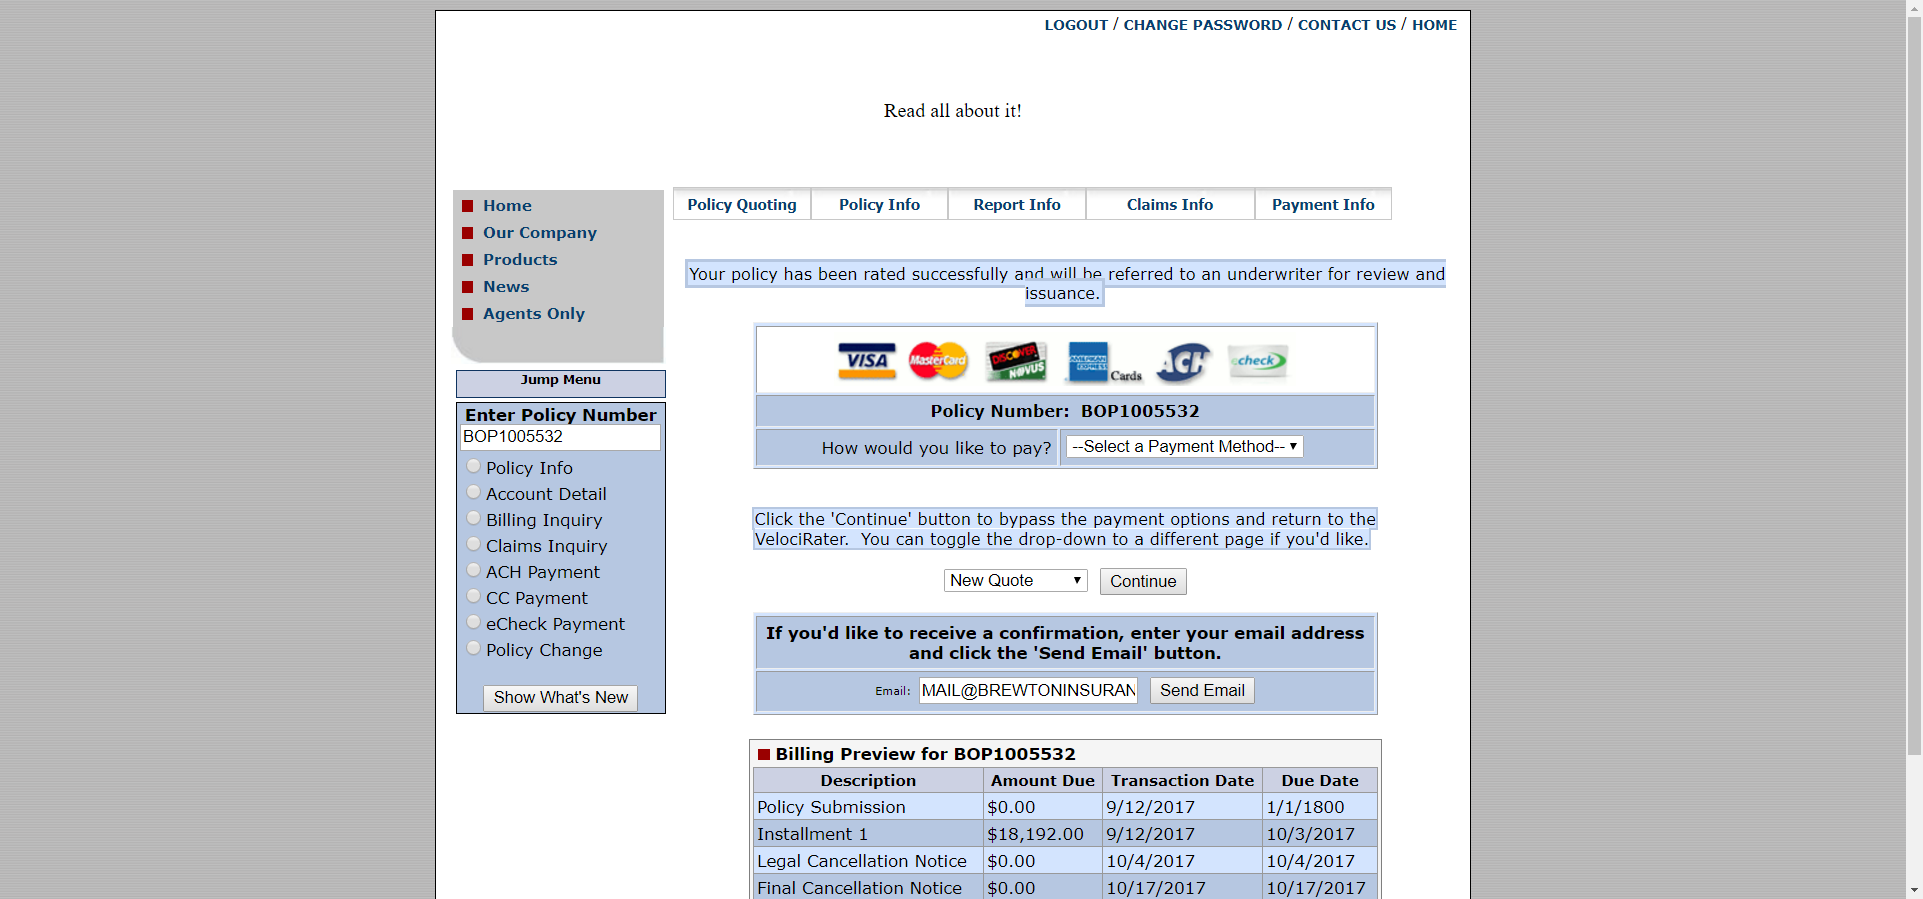 LOGOUT / CHANGE PASSWORD / CONTACT US / HOME
Read all about it!
Home
Our Company
Products
News
Agents Only
Jump Menu
Enter Policy Number
BOP1005532
Policy Info
Account Detail
Billing Inquiry
Claims Inquiry
ACH Payment
CC Payment
eCheck Payment
Policy Change
Show What's New
Policy Quoting Policy Info Report Info Claims Info Payment Info
Your policy has been rated successfully and will be referred to an underwriter for review and
issuance.
VISA MasterCard DISCOVER NOVUS AMERICAN EXPRESS Cards ACH echeck
Policy Number: BOP1005532
How would you like to pay? --Select a Payment Method--
Click the 'Continue' button to bypass the payment options and return to the
VelociRater. You can toggle the drop-down to a different page if you'd like.
New Quote Continue
If you'd like to receive a confirmation, enter your email address
and click the 'Send Email' button.
Email: MAIL@BREWTONINSURAN Send Email
Billing Preview for BOP1005532
Description Amount Due Transaction Date Due Date
Policy Submission $0.00 9/12/2017 1/1/1800
Installment 1 $18,192.00 9/12/2017 10/3/2017
Legal Cancellation Notice $0.00 10/4/2017 10/4/2017
Final Cancellation Notice $0.00 10/17/2017 10/17/2017